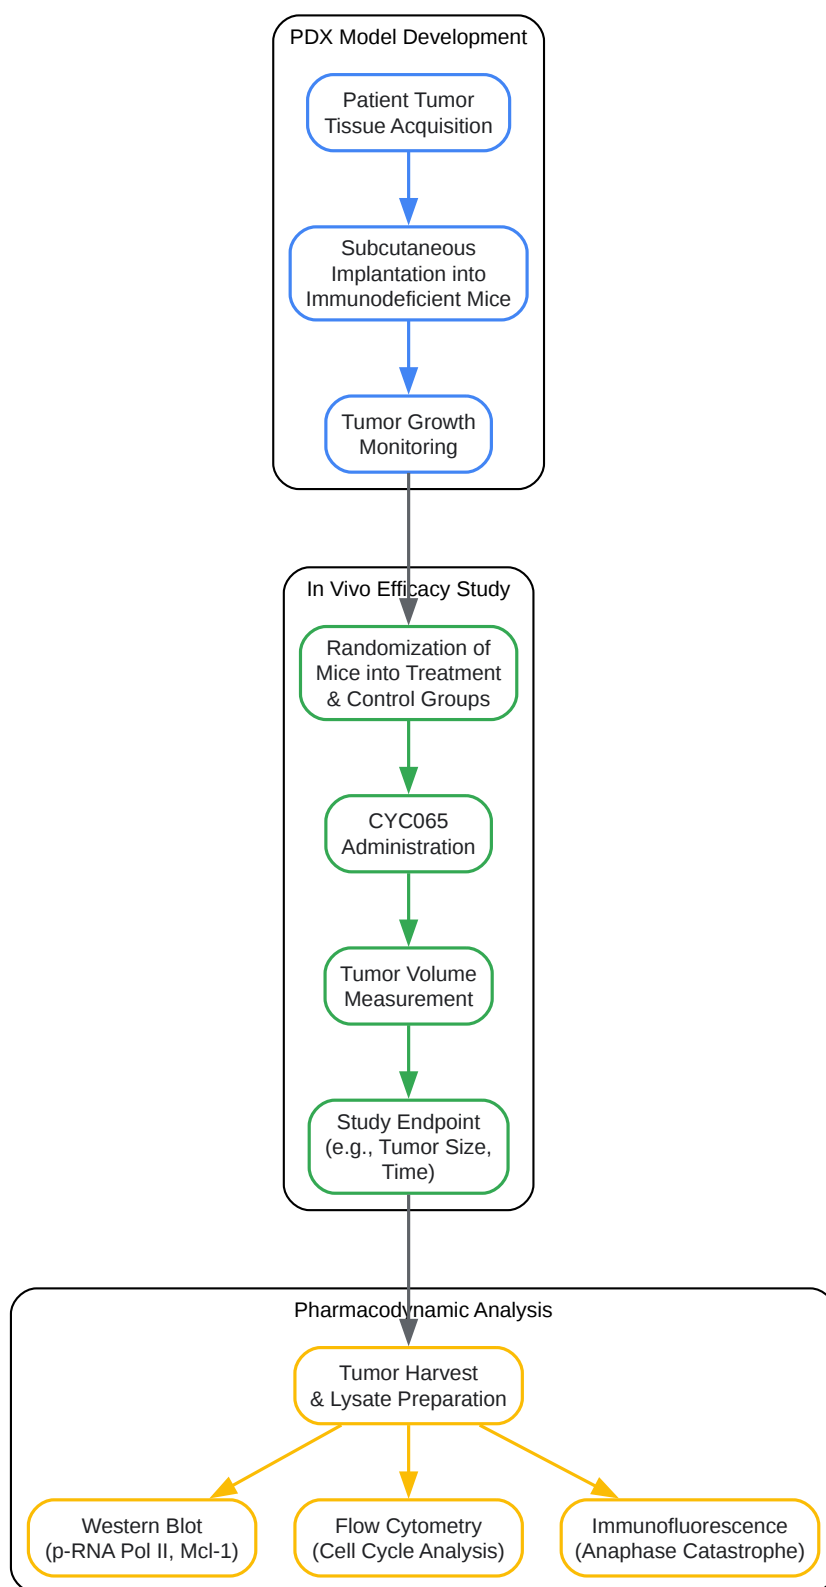 PDX Model Development
Patient Tumor
Tissue Acquisition
Subcutaneous
Implantation into
Immunodeficient Mice
Tumor Growth
Monitoring
In Vivo Efficacy Study
Randomization of
Mice into Treatment
& Control Groups
CYC065
Administration
Tumor Volume
Measurement
Study Endpoint
(e.g., Tumor Size,
Time)
Pharmacodynamic Analysis
Tumor Harvest
& Lysate Preparation
Western Blot
(p-RNA Pol II, Mcl-1)
Flow Cytometry
(Cell Cycle Analysis)
Immunofluorescence
(Anaphase Catastrophe)